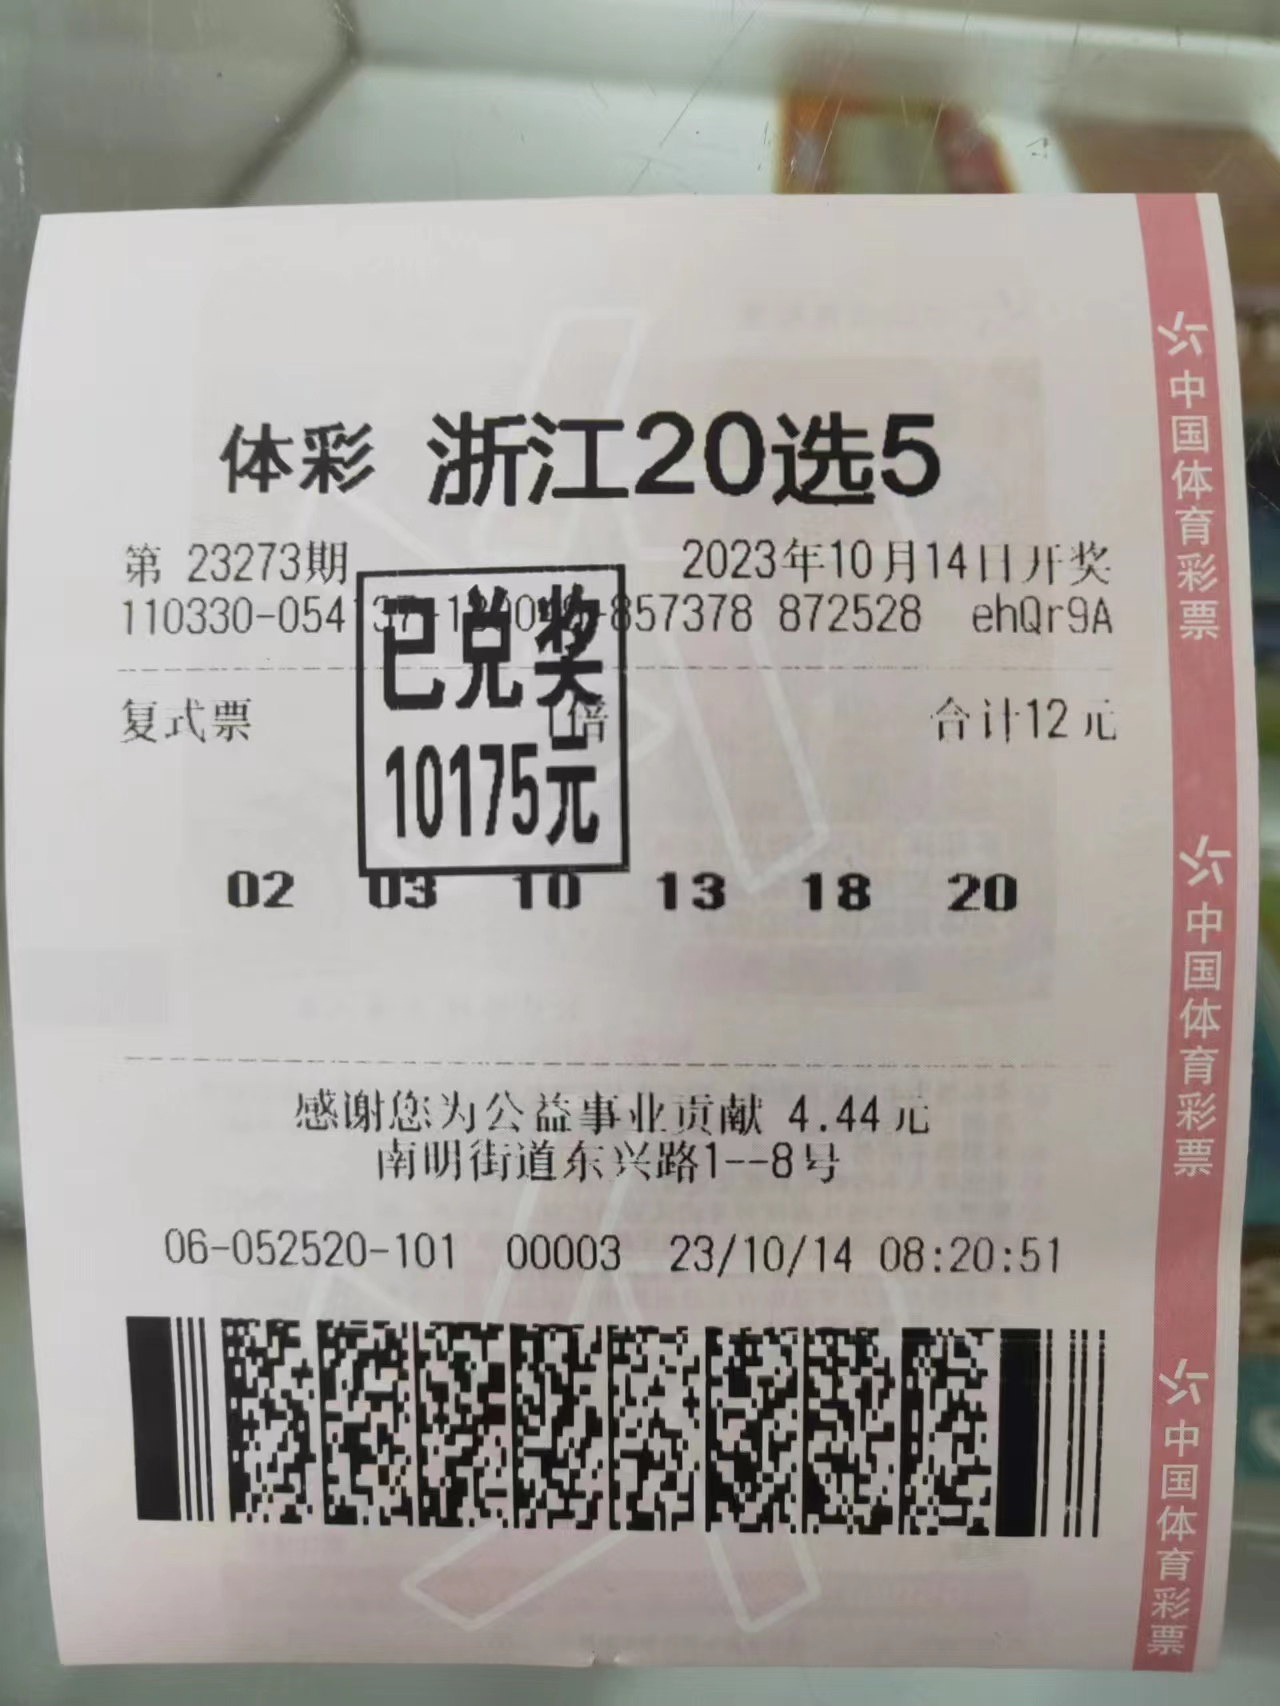 体彩 浙江20选5
第 23273期 2023年10月14日开奖
110330-054137- -857378 872528 ehQr9A
已兑奖
复式票 1倍 合计12元
10175元
02 03 10 13 18 20
感谢您为公益事业贡献 4.44元
南明街道东兴路1--8号
06-052520-101 00003 23/10/14 08:20:51
中国体育彩票
中国体育彩票
中国体育彩票